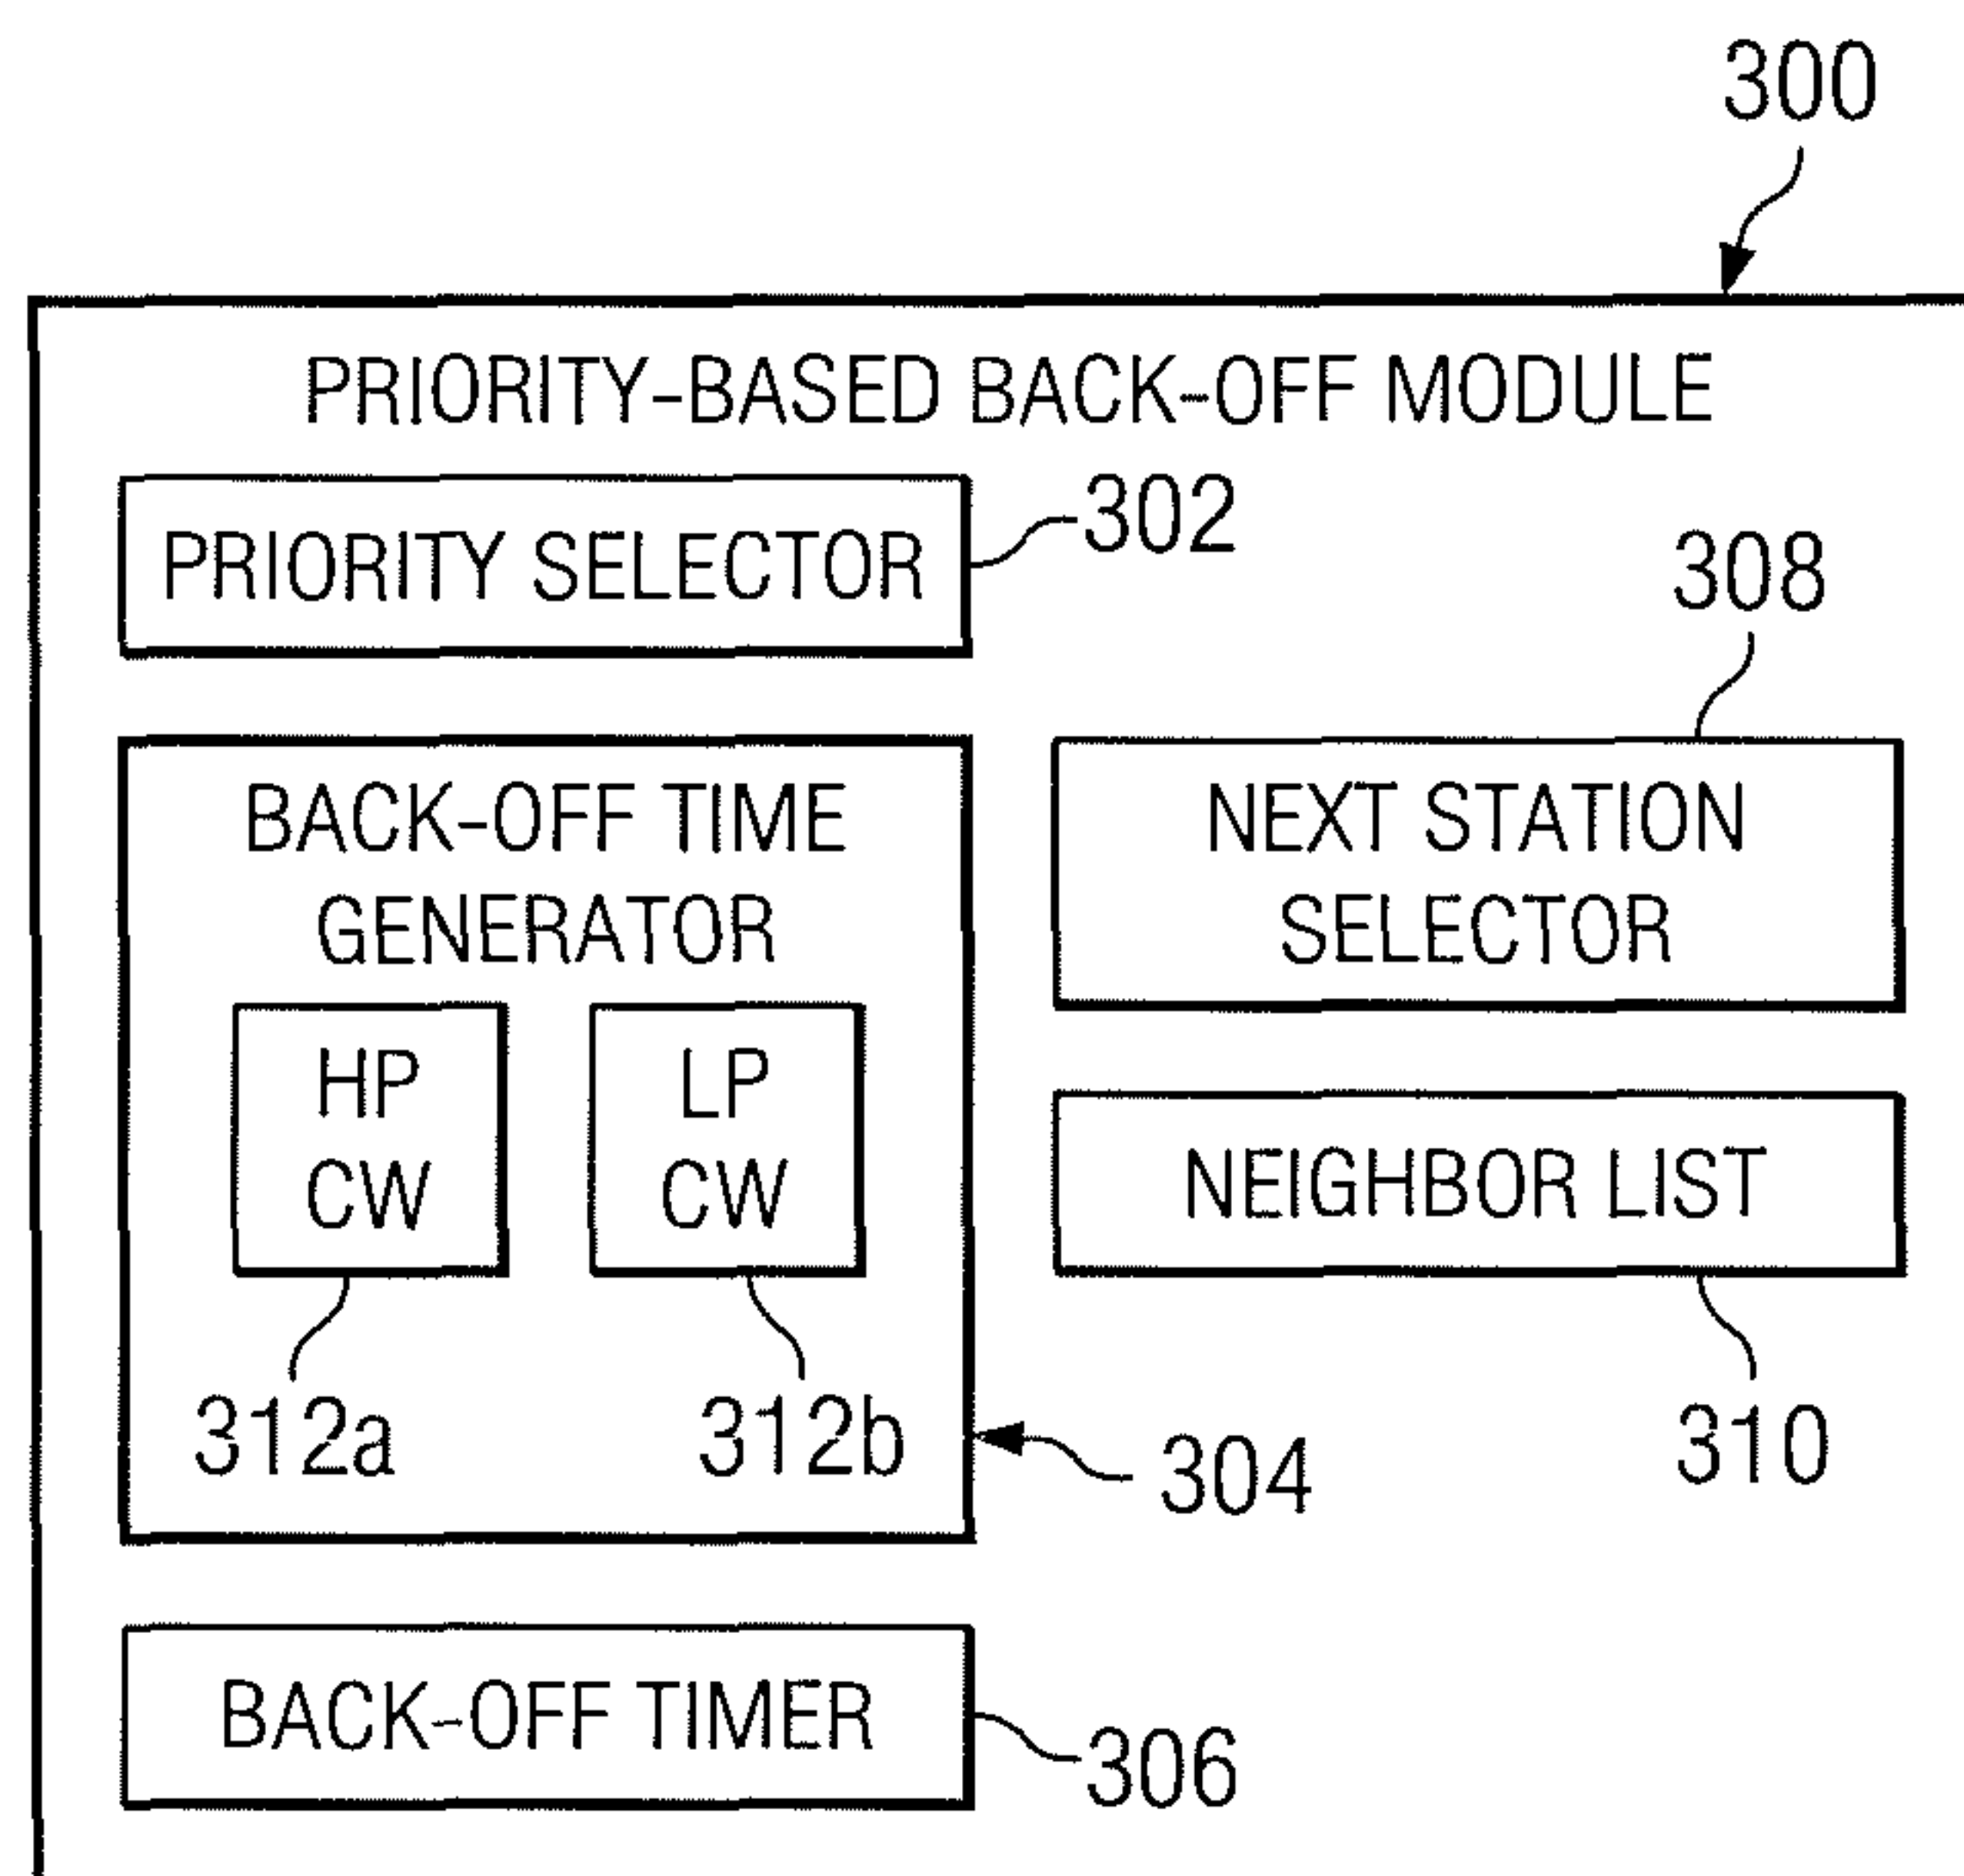 300
PRIORITY-BASED BACK-OFF MODULE
PRIORITY SELECTOR
302
308
BACK-OFF TIME
GENERATOR
HP
CW
LP
CW
312a
312b
304
NEXT STATION
SELECTOR
NEIGHBOR LIST
310
BACK-OFF TIMER
306